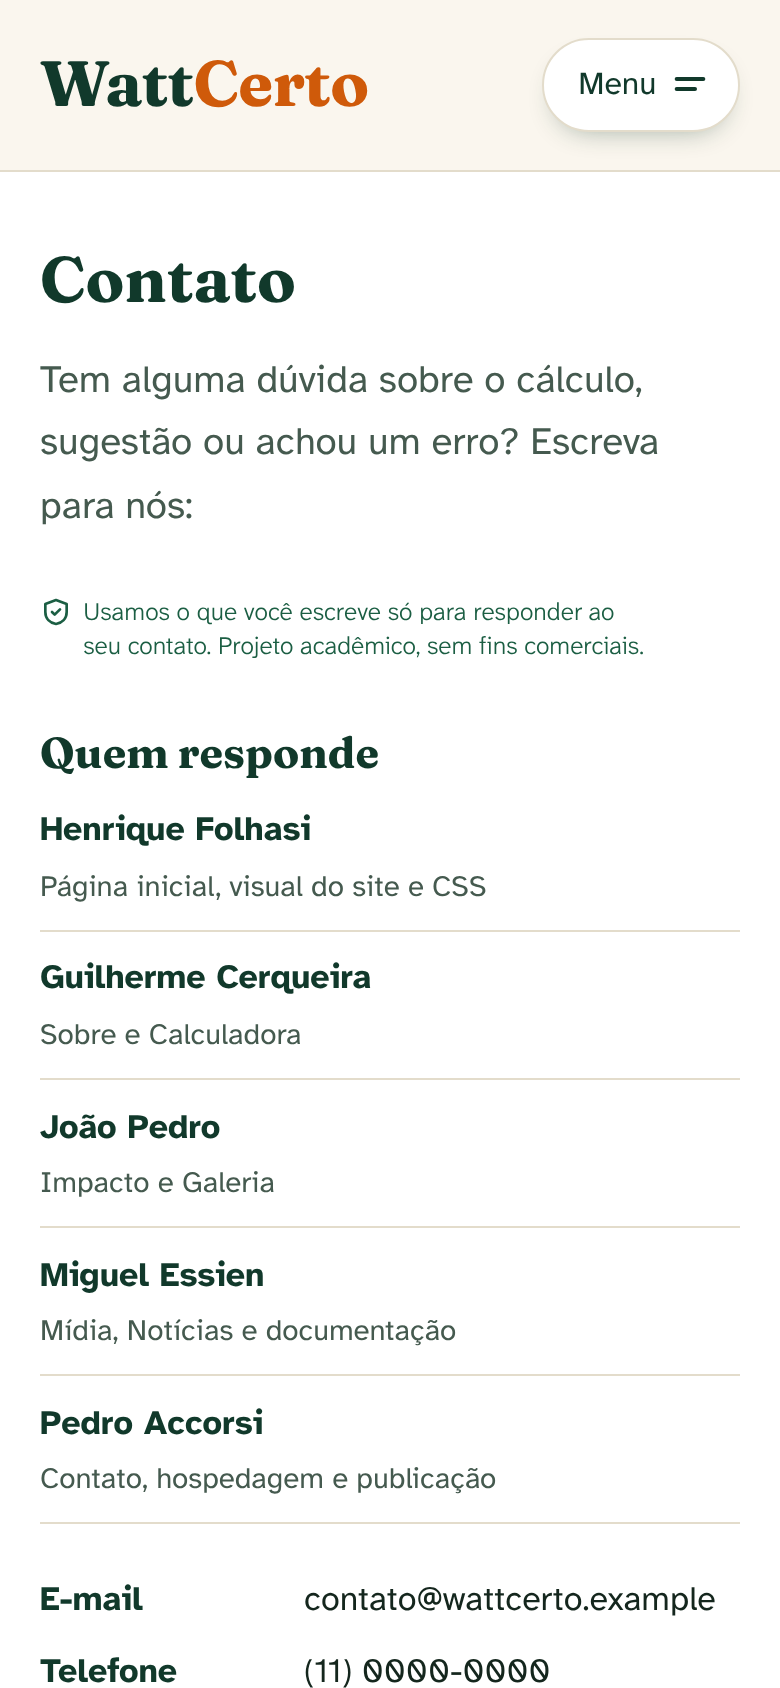 WattCerto
Menu
Contato
Tem alguma dúvida sobre o cálculo,
sugestão ou achou um erro? Escreva
para nós:
Usamos o que você escreve só para responder ao
seu contato. Projeto acadêmico, sem fins comerciais.
Quem responde
Henrique Folhasi
Página inicial, visual do site e CSS
Guilherme Cerqueira
Sobre e Calculadora
João Pedro
Impacto e Galeria
Miguel Essien
Mídia, Notícias e documentação
Pedro Accorsi
Contato, hospedagem e publicação
E-mail contato@wattcerto.example
Telefone (11) 0000-0000